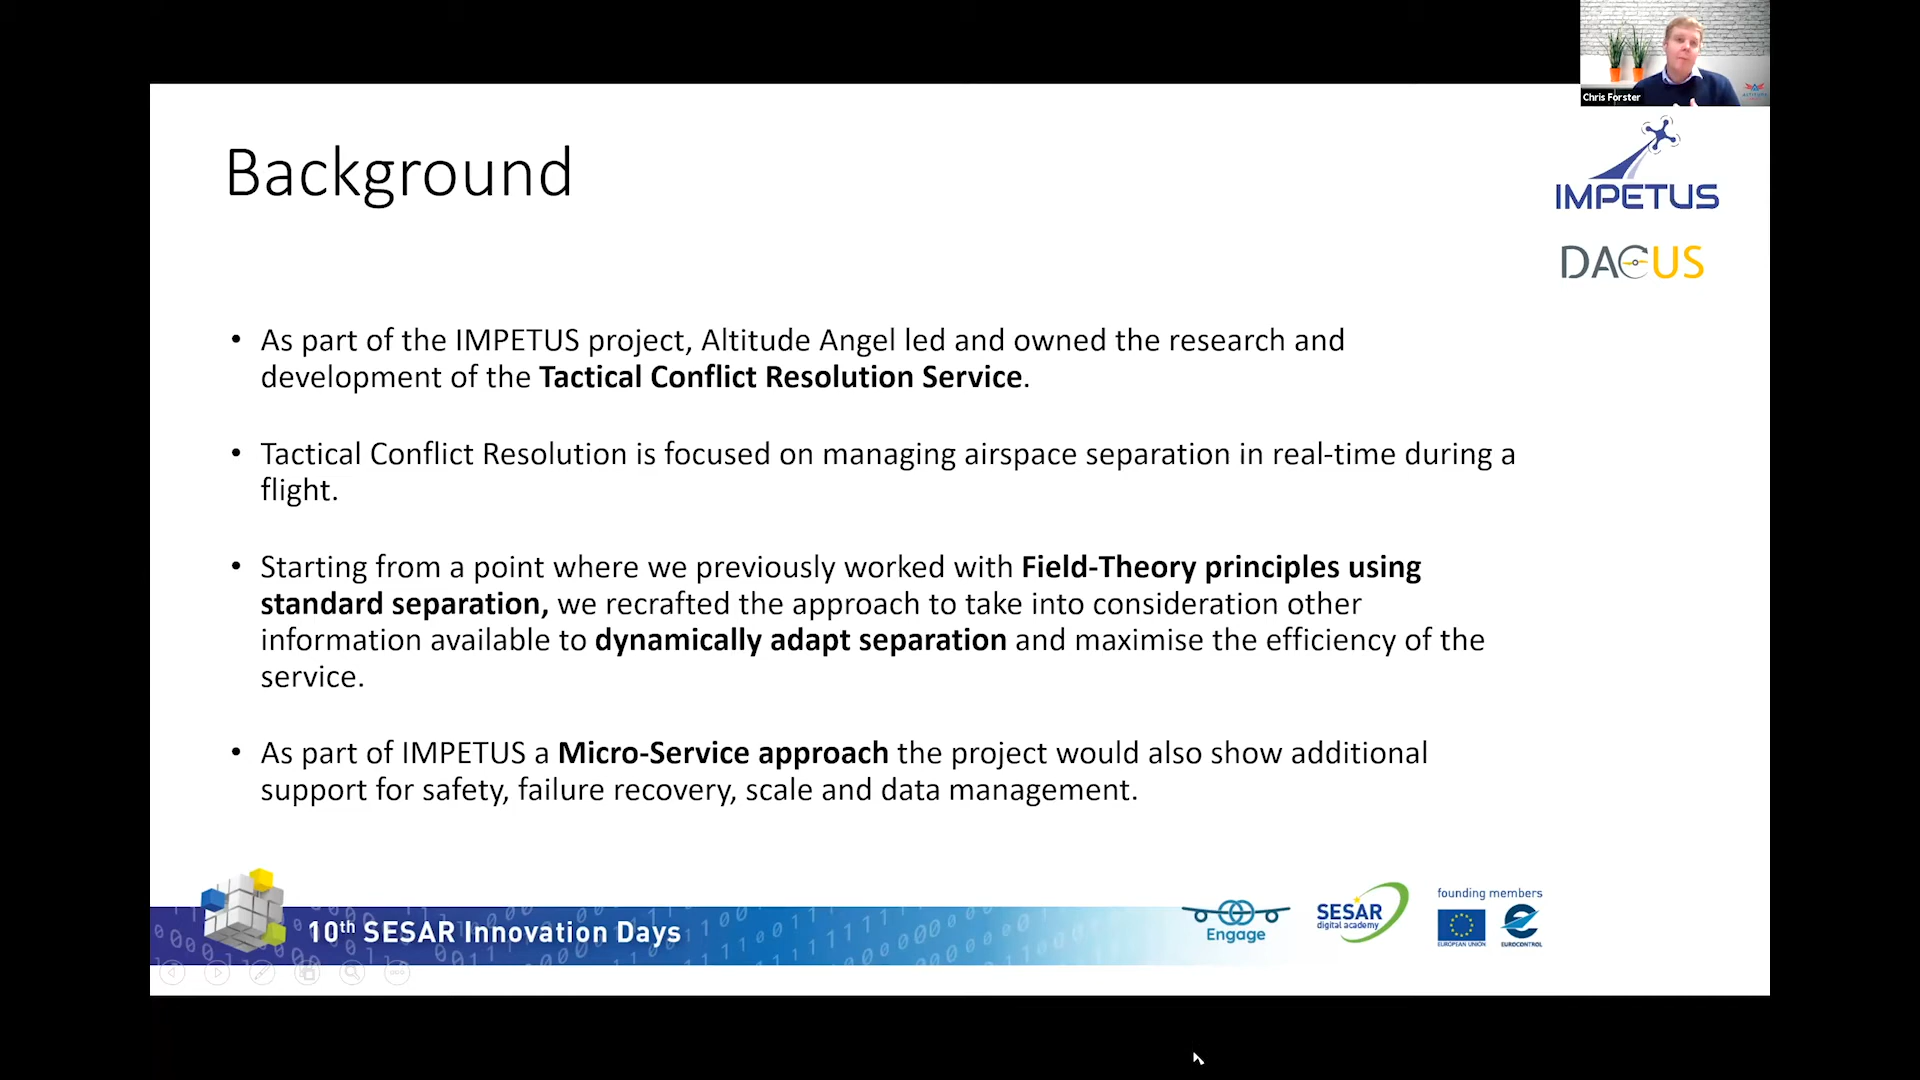 Chris Forster
Background
IMPETUS
DACUS
• As part of the IMPETUS project, Altitude Angel led and owned the research and
development of the Tactical Conflict Resolution Service.
• Tactical Conflict Resolution is focused on managing airspace separation in real-time during a
flight.
• Starting from a point where we previously worked with Field-Theory principles using
standard separation, we recrafted the approach to take into consideration other
information available to dynamically adapt separation and maximise the efficiency of the
service.
• As part of IMPETUS a Micro-Service approach the project would also show additional
support for safety, failure recovery, scale and data management.
10th SESAR Innovation Days
Engage
SESAR
digital academy
founding members
EUROPEAN UNION
EUROCONTROL